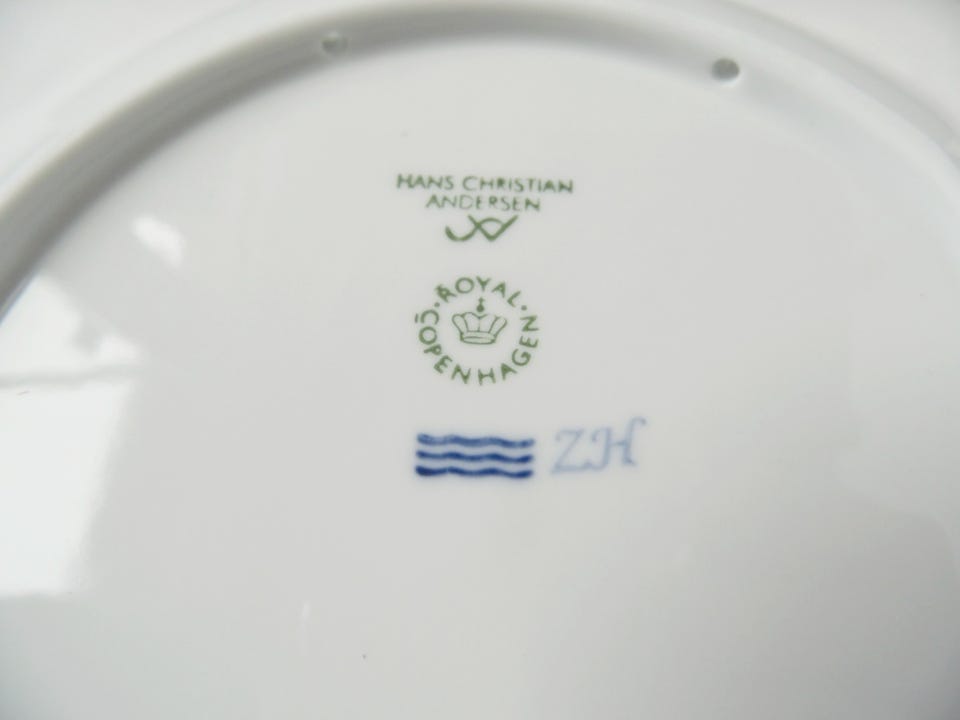 HANS CHRISTIAN
ANDERSEN
ROYAL
COPENHAGEN
ZH